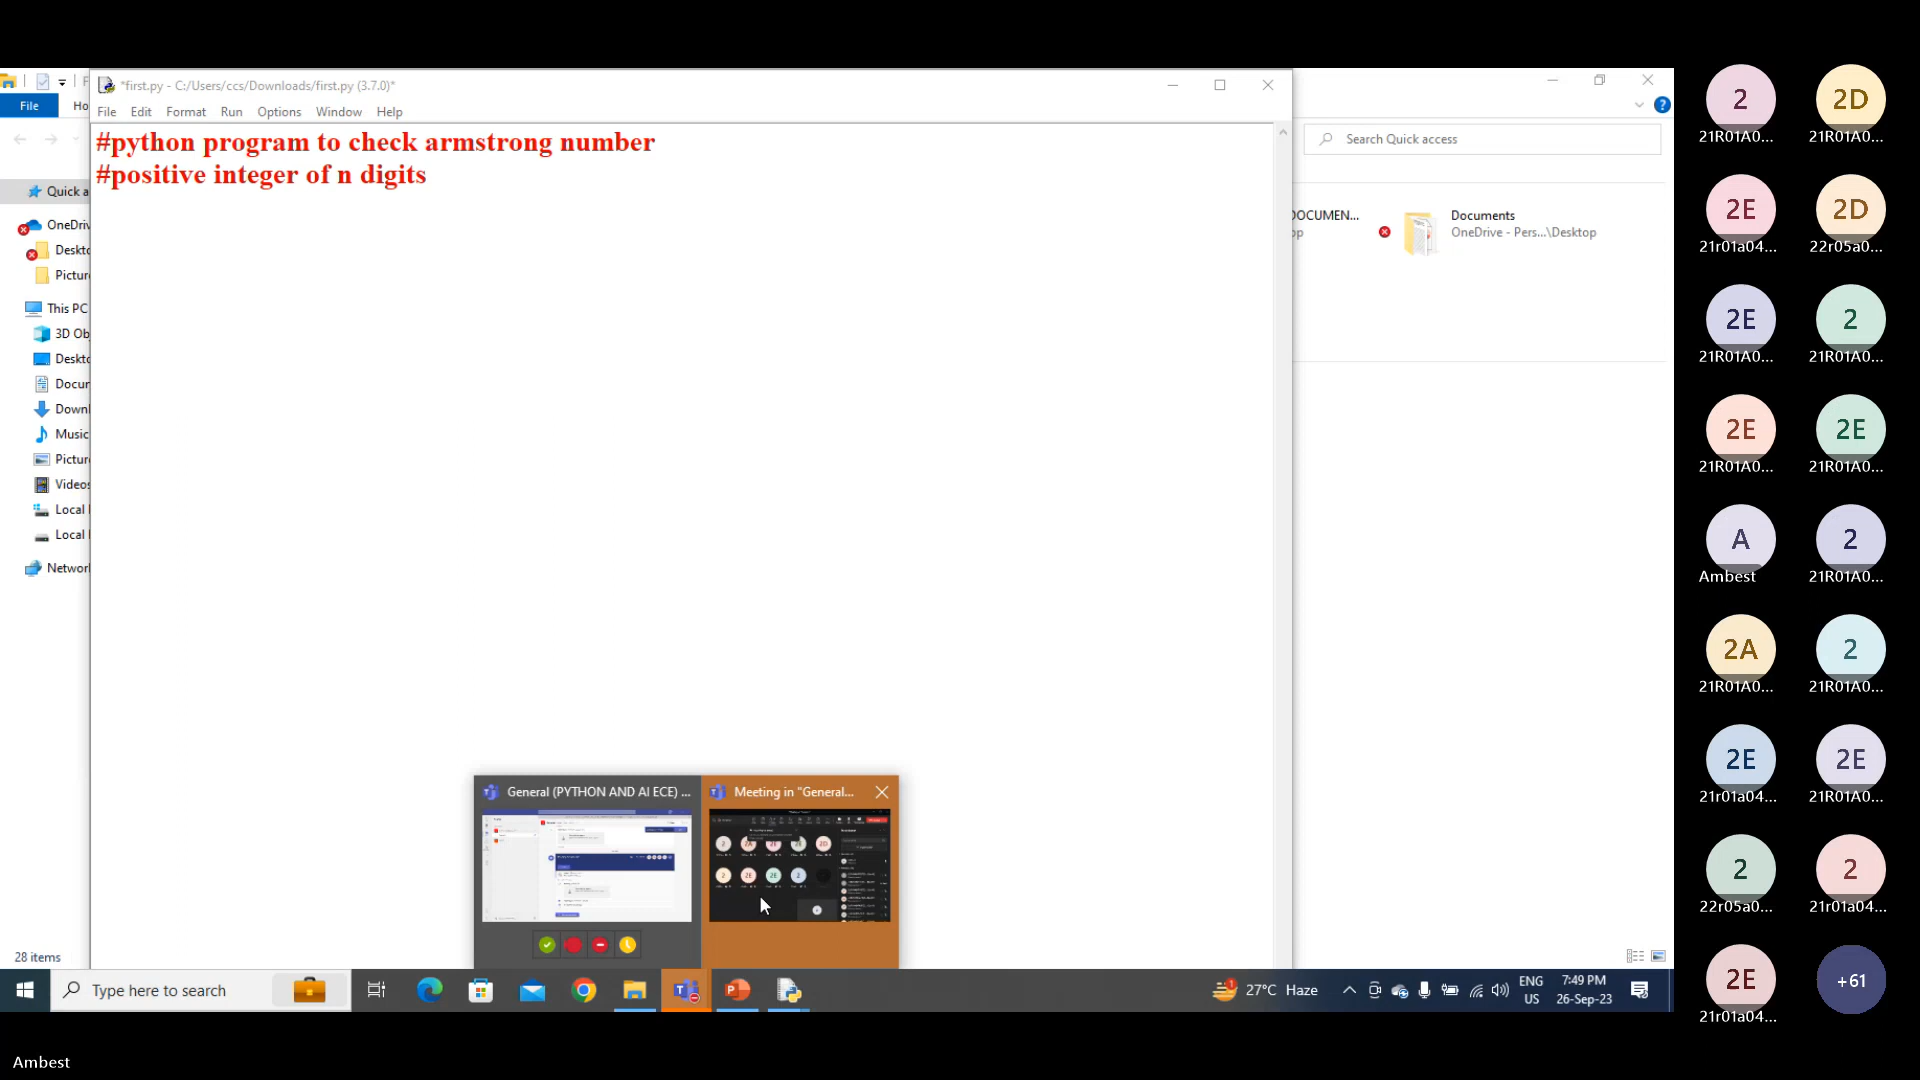 *first.py - C:/Users/ccs/Downloads/first.py (3.7.0)*
File Edit Format Run Options Window Help
#python program to check armstrong number
#positive integer of n digits
File
Ho
Quick a
OneDriv
Deskto
Pictur
This PC
3D Ob
Deskto
Docur
Downl
Music
Picture
Videos
Local
Local
Networ
28 items
?
Search Quick access
DOCUMEN...
op
Documents
OneDrive - Pers...\Desktop
General (PYTHON AND AI ECE) ...
Meeting in "General...
Type here to search
27°C Haze
ENG
US
7:49 PM
26-Sep-23
2 2D
21R01A0... 21R01A0...
2E 2D
21r01a04... 22r05a0...
2E 2
21R01A0... 21R01A0...
2E 2E
21R01A0... 21R01A0...
A 2
Ambest 21R01A0...
2A 2
21R01A0... 21R01A0...
2E 2E
21r01a04... 21R01A0...
2 2
22r05a0... 21r01a04...
2E +61
21r01a04...
Ambest